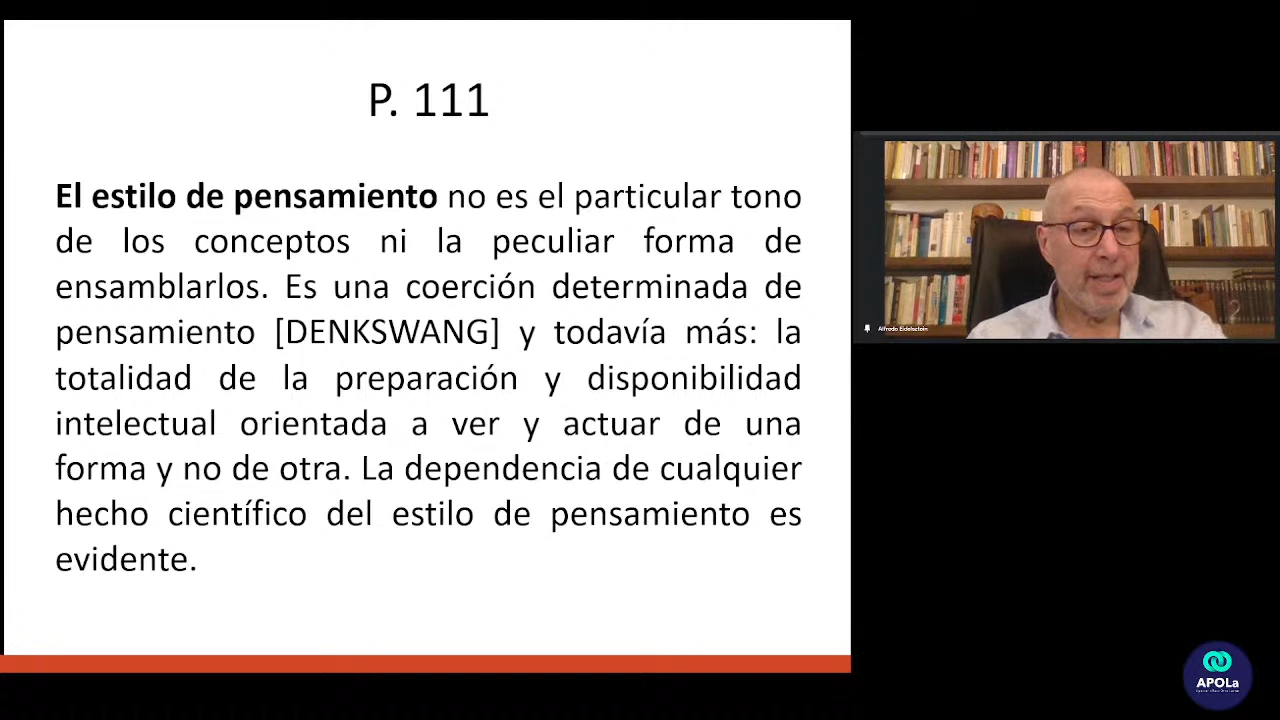 P. 111
El estilo de pensamiento no es el particular tono
de los conceptos ni la peculiar forma de
ensamblarlos. Es una coerción determinada de
pensamiento [DENKSWANG] y todavía más: la
totalidad de la preparación y disponibilidad
intelectual orientada a ver y actuar de una
forma y no de otra. La dependencia de cualquier
hecho científico del estilo de pensamiento es
evidente.
Alfredo Eidelsztein
APOLa